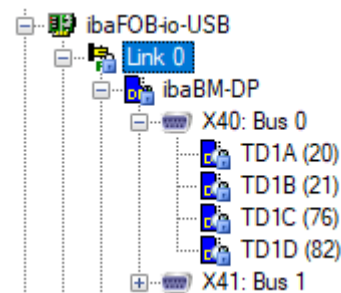 ibaFOB-io-USB
Link 0
ibaBM-DP
X40: Bus 0
TD1A (20)
TD1B (21)
TD1C (76)
TD1D (82)
X41: Bus 1